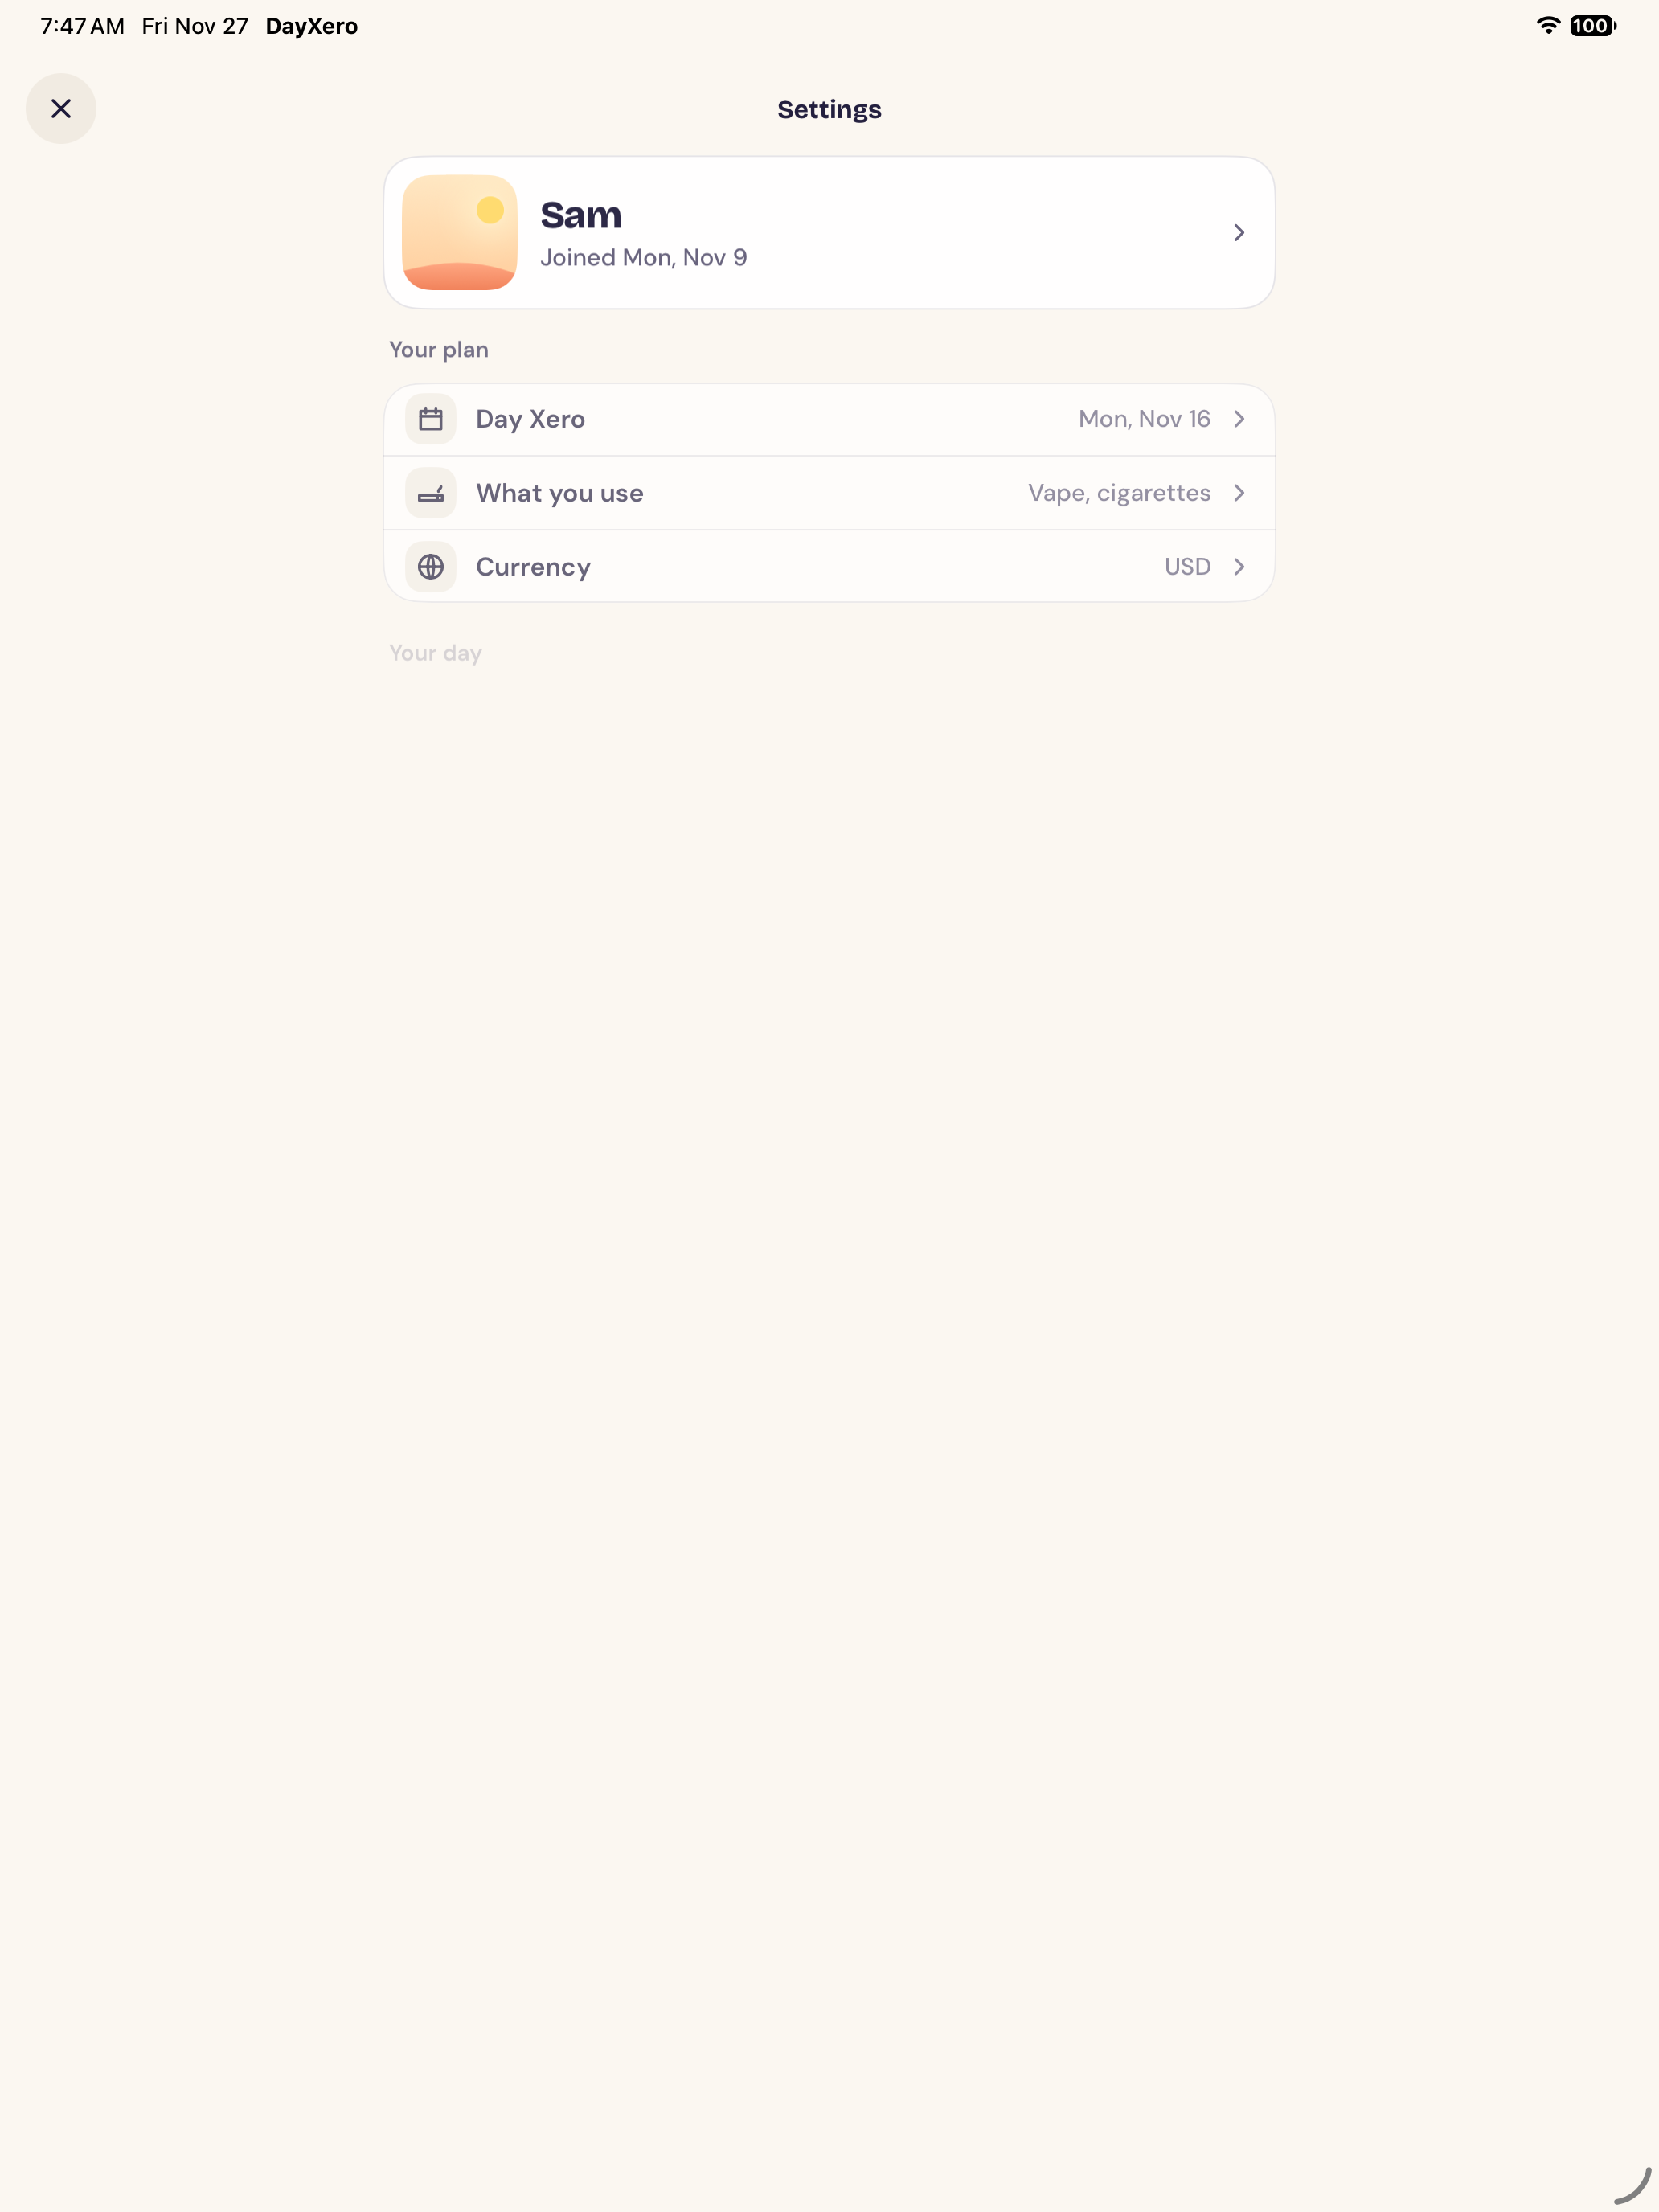 7:47 AM Fri Nov 27 DayXero
100
Settings
Sam
Joined Mon, Nov 9
Your plan
Day Xero Mon, Nov 16
What you use Vape, cigarettes
Currency USD
Your day